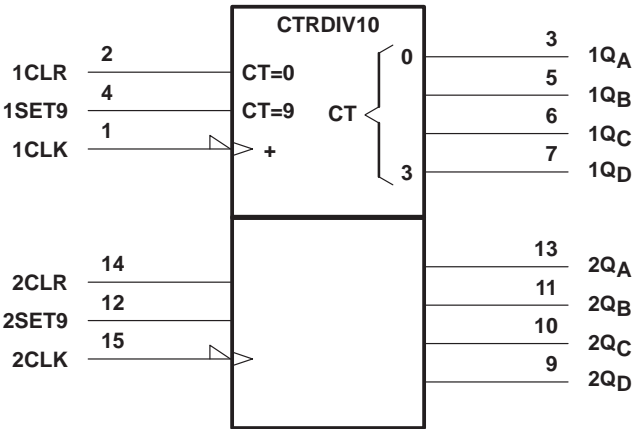 CTRDIV10
1CLR 2 CT=0 0 3 1QA
1SET9 4 CT=9 CT 5 1QB
1CLK 1 + 6 1QC
3 7 1QD
2CLR 14 13 2QA
2SET9 12 11 2QB
2CLK 15 10 2QC
9 2QD